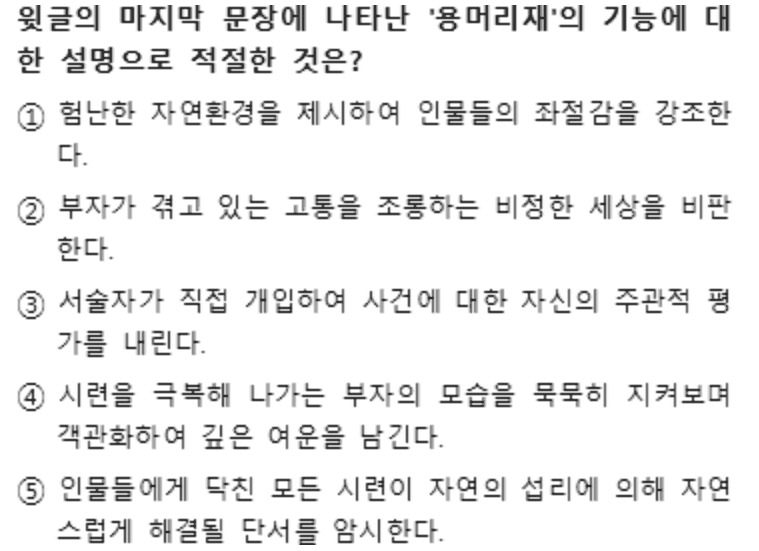 윗글의 마지막 문장에 나타난 '용머리재'의 기능에 대
한 설명으로 적절한 것은?
① 험난한 자연환경을 제시하여 인물들의 좌절감을 강조한
다.
② 부자가 겪고 있는 고통을 조롱하는 비정한 세상을 비판
한다.
③ 서술자가 직접 개입하여 사건에 대한 자신의 주관적 평
가를 내린다.
④ 시련을 극복해 나가는 부자의 모습을 묵묵히 지켜보며
객관화하여 깊은 여운을 남긴다.
⑤ 인물들에게 닥친 모든 시련이 자연의 섭리에 의해 자연
스럽게 해결될 단서를 암시한다.